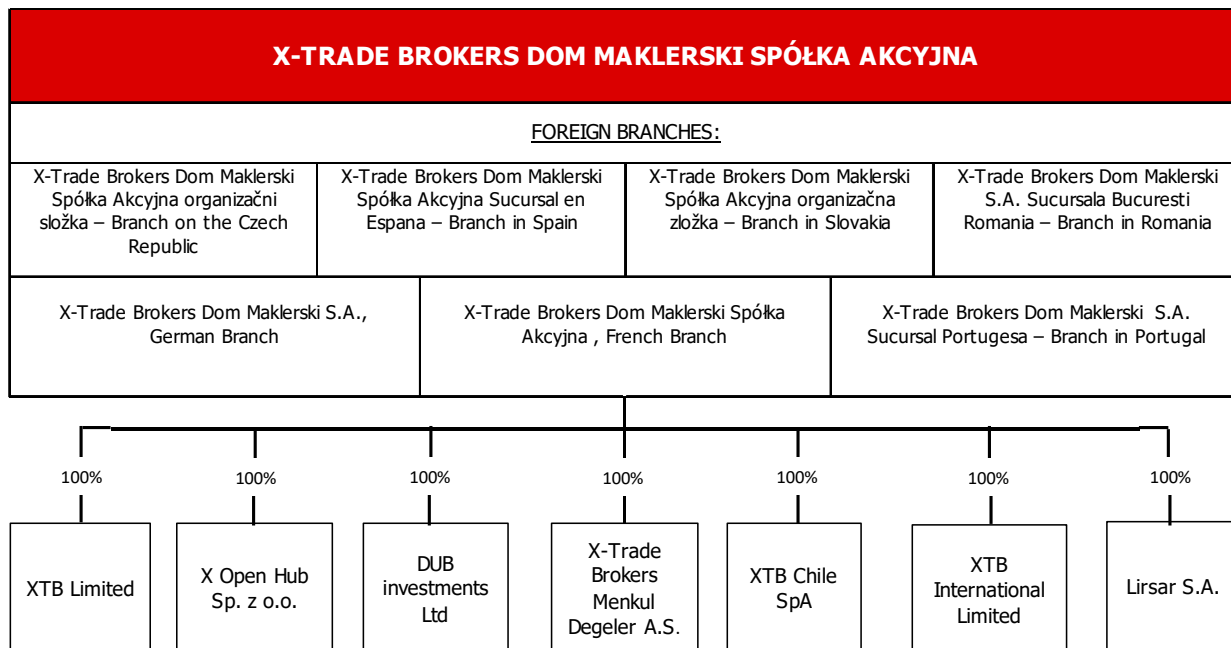 X-TRADE BROKERS DOM MAKLERSKI SPÓŁKA AKCYJNA
FOREIGN BRANCHES:
X-Trade Brokers Dom Maklerski
Spółka Akcyjna organizačni
složka – Branch on the Czech
Republic
X-Trade Brokers Dom Maklerski
Spółka Akcyjna Sucursal en
Espana – Branch in Spain
X-Trade Brokers Dom Maklerski
Spółka Akcyjna organizačna
zložka – Branch in Slovakia
X-Trade Brokers Dom Maklerski
S.A. Sucursala Bucuresti
Romania – Branch in Romania
X-Trade Brokers Dom Maklerski S.A.,
German Branch
X-Trade Brokers Dom Maklerski Spółka
Akcyjna , French Branch
X-Trade Brokers Dom Maklerski S.A.
Sucursal Portugesa – Branch in Portugal
100%
100%
100%
100%
100%
100%
100%
XTB Limited
X Open Hub
Sp. z o.o.
DUB
investments
Ltd
X-Trade
Brokers
Menkul
Degeler A.S.
XTB Chile
SpA
XTB
International
Limited
Lirsar S.A.